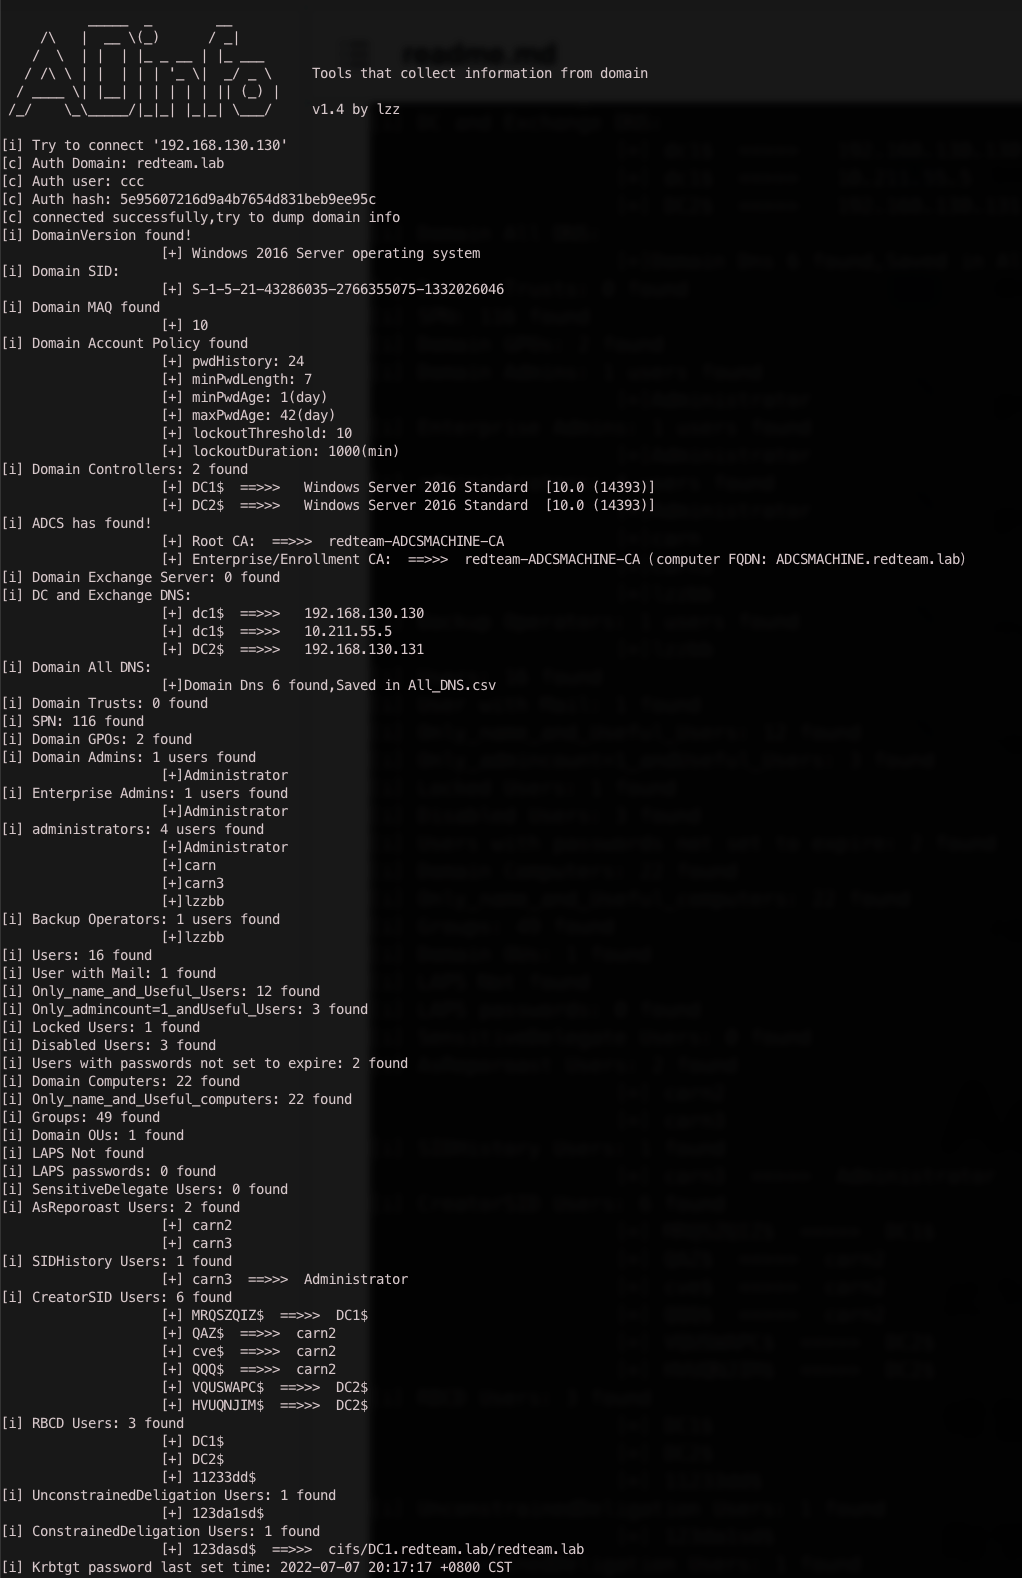 Tools that collect information from domain
v1.4 by lzz
[i] Try to connect '192.168.130.130'
[c] Auth Domain: redteam.lab
[c] Auth user: ccc
[c] Auth hash: 5e95607216d9a4b7654d831beb9ee95c
[c] connected successfully,try to dump domain info
[i] DomainVersion found!
[+] Windows 2016 Server operating system
[i] Domain SID:
[+] S-1-5-21-43286035-2766355075-1332026046
[i] Domain MAQ found
[+] 10
[i] Domain Account Policy found
[+] pwdHistory: 24
[+] minPwdLength: 7
[+] minPwdAge: 1(day)
[+] maxPwdAge: 42(day)
[+] lockoutThreshold: 10
[+] lockoutDuration: 1000(min)
[i] Domain Controllers: 2 found
[+] DC1$ ==>>> Windows Server 2016 Standard [10.0 (14393)]
[+] DC2$ ==>>> Windows Server 2016 Standard [10.0 (14393)]
[i] ADCS has found!
[+] Root CA: ==>>> redteam-ADCSMACHINE-CA
[+] Enterprise/Enrollment CA: ==>>> redteam-ADCSMACHINE-CA (computer FQDN: ADCSMACHINE.redteam.lab)
[i] Domain Exchange Server: 0 found
[i] DC and Exchange DNS:
[+] dc1$ ==>>> 192.168.130.130
[+] dc1$ ==>>> 10.211.55.5
[+] DC2$ ==>>> 192.168.130.131
[i] Domain All DNS:
[+]Domain Dns 6 found,Saved in All_DNS.csv
[i] Domain Trusts: 0 found
[i] SPN: 116 found
[i] Domain GPOs: 2 found
[i] Domain Admins: 1 users found
[+]Administrator
[i] Enterprise Admins: 1 users found
[+]Administrator
[i] administrators: 4 users found
[+]Administrator
[+]carn
[+]carn3
[+]lzzbb
[i] Backup Operators: 1 users found
[+]lzzbb
[i] Users: 16 found
[i] User with Mail: 1 found
[i] Only_name_and_Useful_Users: 12 found
[i] Only_admincount=1_andUseful_Users: 3 found
[i] Locked Users: 1 found
[i] Disabled Users: 3 found
[i] Users with passwords not set to expire: 2 found
[i] Domain Computers: 22 found
[i] Only_name_and_Useful_computers: 22 found
[i] Groups: 49 found
[i] Domain OUs: 1 found
[i] LAPS Not found
[i] LAPS passwords: 0 found
[i] SensitiveDelegate Users: 0 found
[i] AsReporoast Users: 2 found
[+] carn2
[+] carn3
[i] SIDHistory Users: 1 found
[+] carn3 ==>>> Administrator
[i] CreatorSID Users: 6 found
[+] MRQSZQIZ$ ==>>> DC1$
[+] QAZ$ ==>>> carn2
[+] cve$ ==>>> carn2
[+] QQQ$ ==>>> carn2
[+] VQUSWAPC$ ==>>> DC2$
[+] HVUQNJIM$ ==>>> DC2$
[i] RBCD Users: 3 found
[+] DC1$
[+] DC2$
[+] 11233dd$
[i] UnconstrainedDeligation Users: 1 found
[+] 123da1sd$
[i] ConstrainedDeligation Users: 1 found
[+] 123dasd$ ==>>> cifs/DC1.redteam.lab/redteam.lab
[i] Krbtgt password last set time: 2022-07-07 20:17:17 +0800 CST